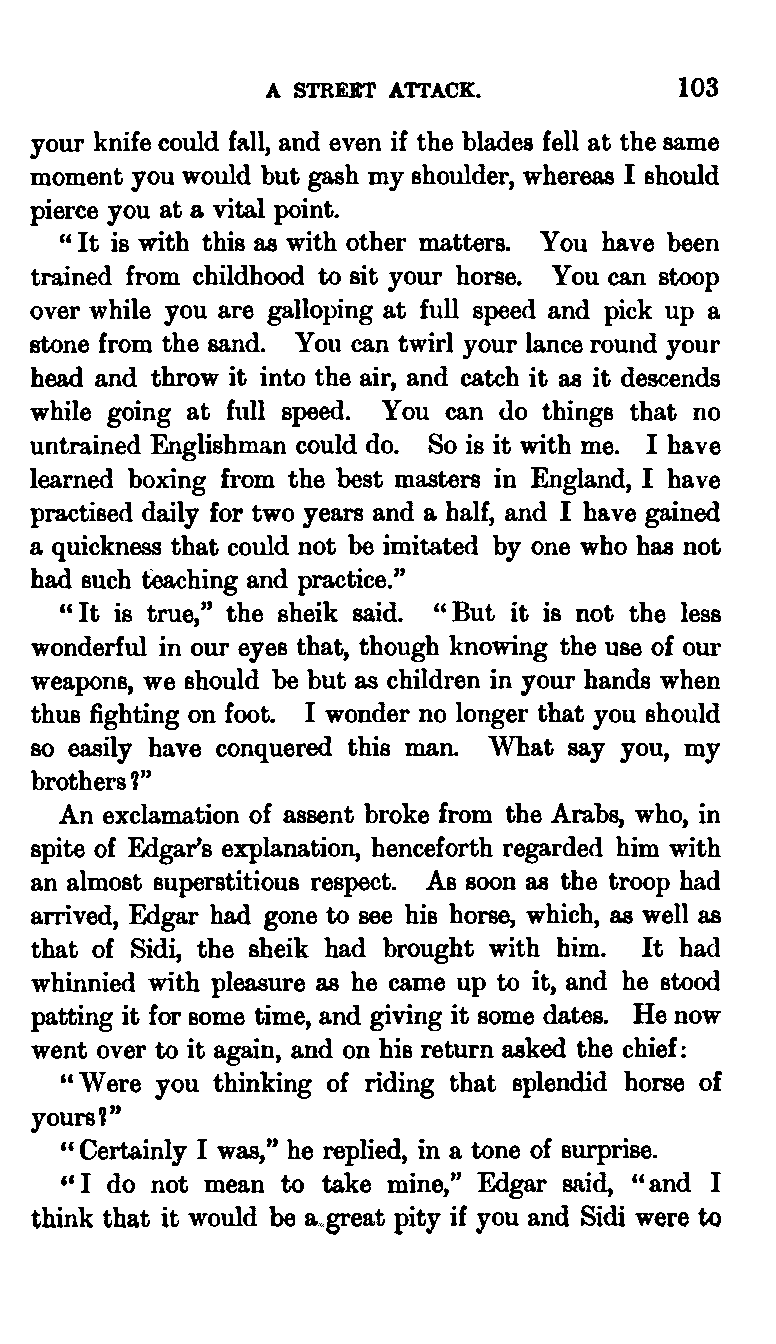 A STREET ATTACK. 103
your knife could fall, and even if the blades fell at the same
moment you would but gash my shoulder, whereas I should
pierce you at a vital point.
“It is with this as with other matters. You have been
trained from childhood to sit your horse. You can stoop
over while you are galloping at full speed and pick up a
stone from the sand. You can twirl your lance round your
head and throw it into the air, and catch it as it descends
while going at full speed. You can do things that no
untrained Englishman could do. So is it with me. I have
learned boxing from the best masters in England, I have
practised daily for two years and a half, and I have gained
a quickness that could not be imitated by one who has not
had such teaching and practice.”
“It is true,” the sheik said. “But it is not the less
wonderful in our eyes that, though knowing the use of our
weapons, we should be but as children in your hands when
thus fighting on foot. I wonder no longer that you should
so easily have conquered this man. What say you, my
brothers?”
An exclamation of assent broke from the Arabs, who, in
spite of Edgar’s explanation, henceforth regarded him with
an almost superstitious respect. As soon as the troop had
arrived, Edgar had gone to see his horse, which, as well as
that of Sidi, the sheik had brought with him. It had
whinnied with pleasure as he came up to it, and he stood
patting it for some time, and giving it some dates. He now
went over to it again, and on his return asked the chief:
“Were you thinking of riding that splendid horse of
yours?”
“Certainly I was,” he replied, in a tone of surprise.
“I do not mean to take mine,” Edgar said, “and I
think that it would be a great pity if you and Sidi were to